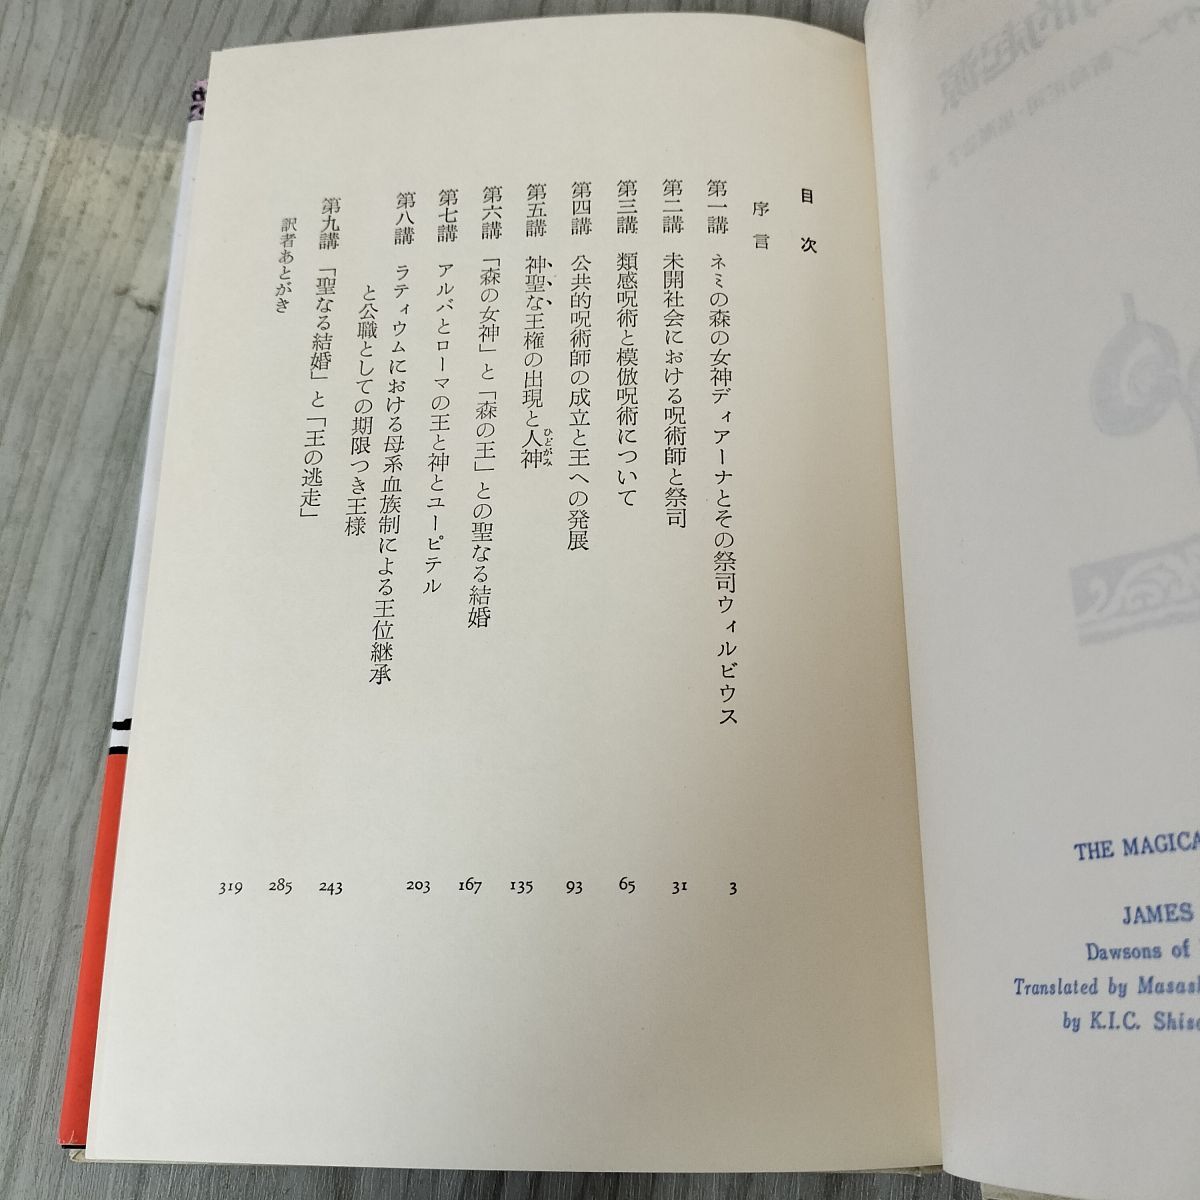 目次
序言
第一講 ネミの森の女神ディアーナとその祭司ウィルビウス 3
第二講 未開社会における呪術師と祭司 31
第三講 類感呪術と模倣呪術について 65
第四講 公共的呪術師の成立と王への発展 93
第五講 神聖な王権の出現と人神 135
ひとがみ
第六講 「森の女神」と「森の王」との聖なる結婚 167
第七講 アルバとローマの王と神とユーピテル 203
第八講 ラティウムにおける母系血族制による王位継承
と公職としての期限つき王様 243
第九講 「聖なる結婚」と「王の逃走」 285
訳者あとがき 319
THE MAGICA
JAMES
Dawsons of
Translated by Masash
by K.I.C.